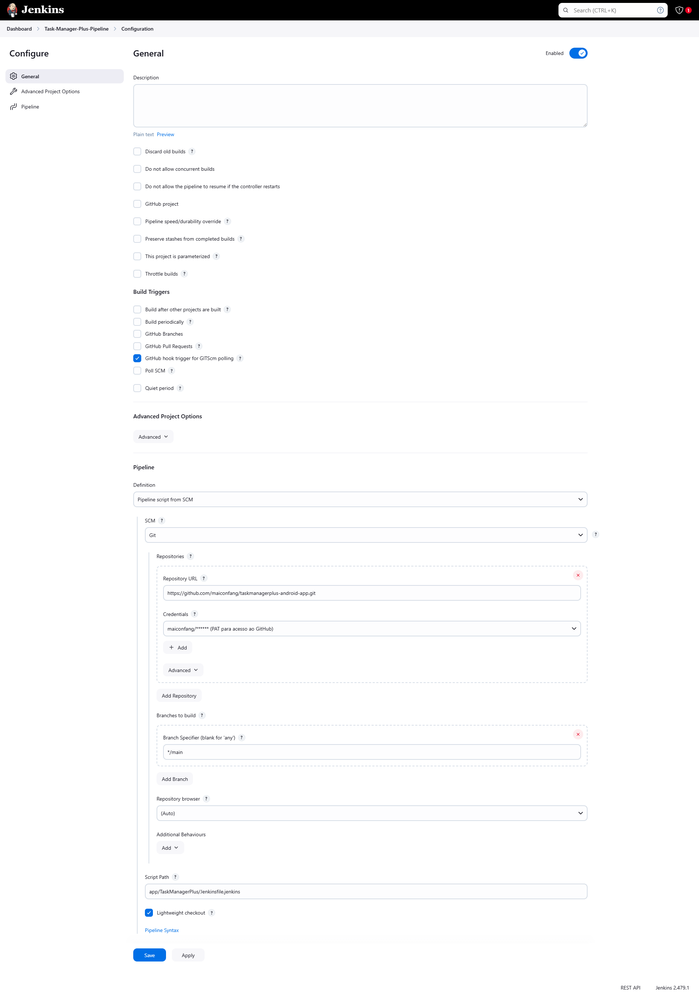 Jenkins
Search (CTRL+K)
?
1
Dashboard
Task-Manager-Plus-Pipeline
Configuration
Configure
General
Advanced Project Options
Pipeline
General
Enabled
Description
Plain text Preview
Discard old builds ?
Do not allow concurrent builds
Do not allow the pipeline to resume if the controller restarts
GitHub project
Pipeline speed/durability override ?
Preserve stashes from completed builds ?
This project is parameterized ?
Throttle builds ?
Build Triggers
Build after other projects are built ?
Build periodically ?
GitHub Branches
GitHub Pull Requests ?
GitHub hook trigger for GITScm polling ?
Poll SCM ?
Quiet period ?
Advanced Project Options
Advanced
Pipeline
Definition
Pipeline script from SCM
SCM ?
Git
?
Repositories ?
Repository URL ?
https://github.com/maiconfang/taskmanagerplus-android-app.git
Credentials ?
maiconfang/****** (PAT para acesso ao GitHub)
+ Add
Advanced
Add Repository
Branches to build ?
Branch Specifier (blank for 'any') ?
*/main
Add Branch
Repository browser ?
(Auto)
Additional Behaviours
Add
Script Path ?
app/TaskManagerPlus/Jenkinsfile.jenkins
Lightweight checkout ?
Pipeline Syntax
Save
Apply
REST API
Jenkins 2.479.1